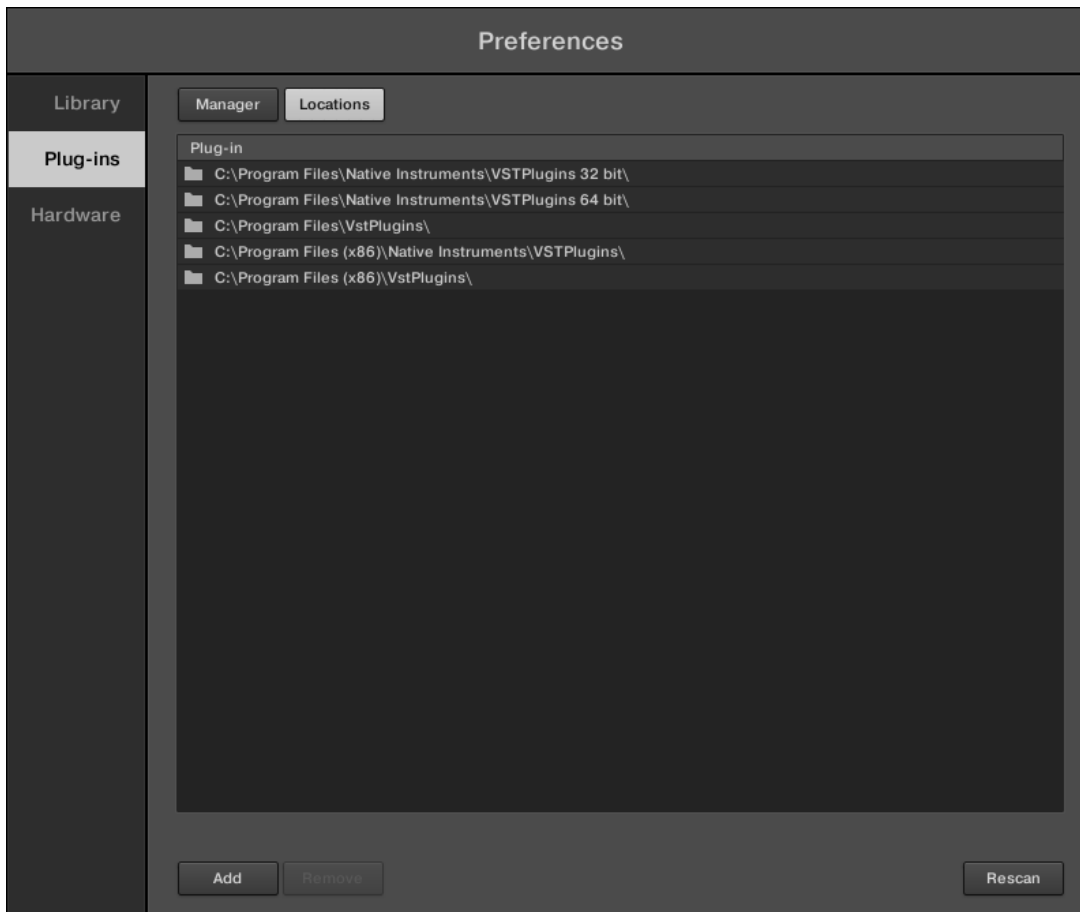 Preferences
Library
Plug-ins
Hardware
Manager Locations
Plug-in
C:\Program Files\Native Instruments\VSTPlugins 32 bit\
C:\Program Files\Native Instruments\VSTPlugins 64 bit\
C:\Program Files\VstPlugins\
C:\Program Files (x86)\Native Instruments\VSTPlugins\
C:\Program Files (x86)\VstPlugins\
Add Remove Rescan